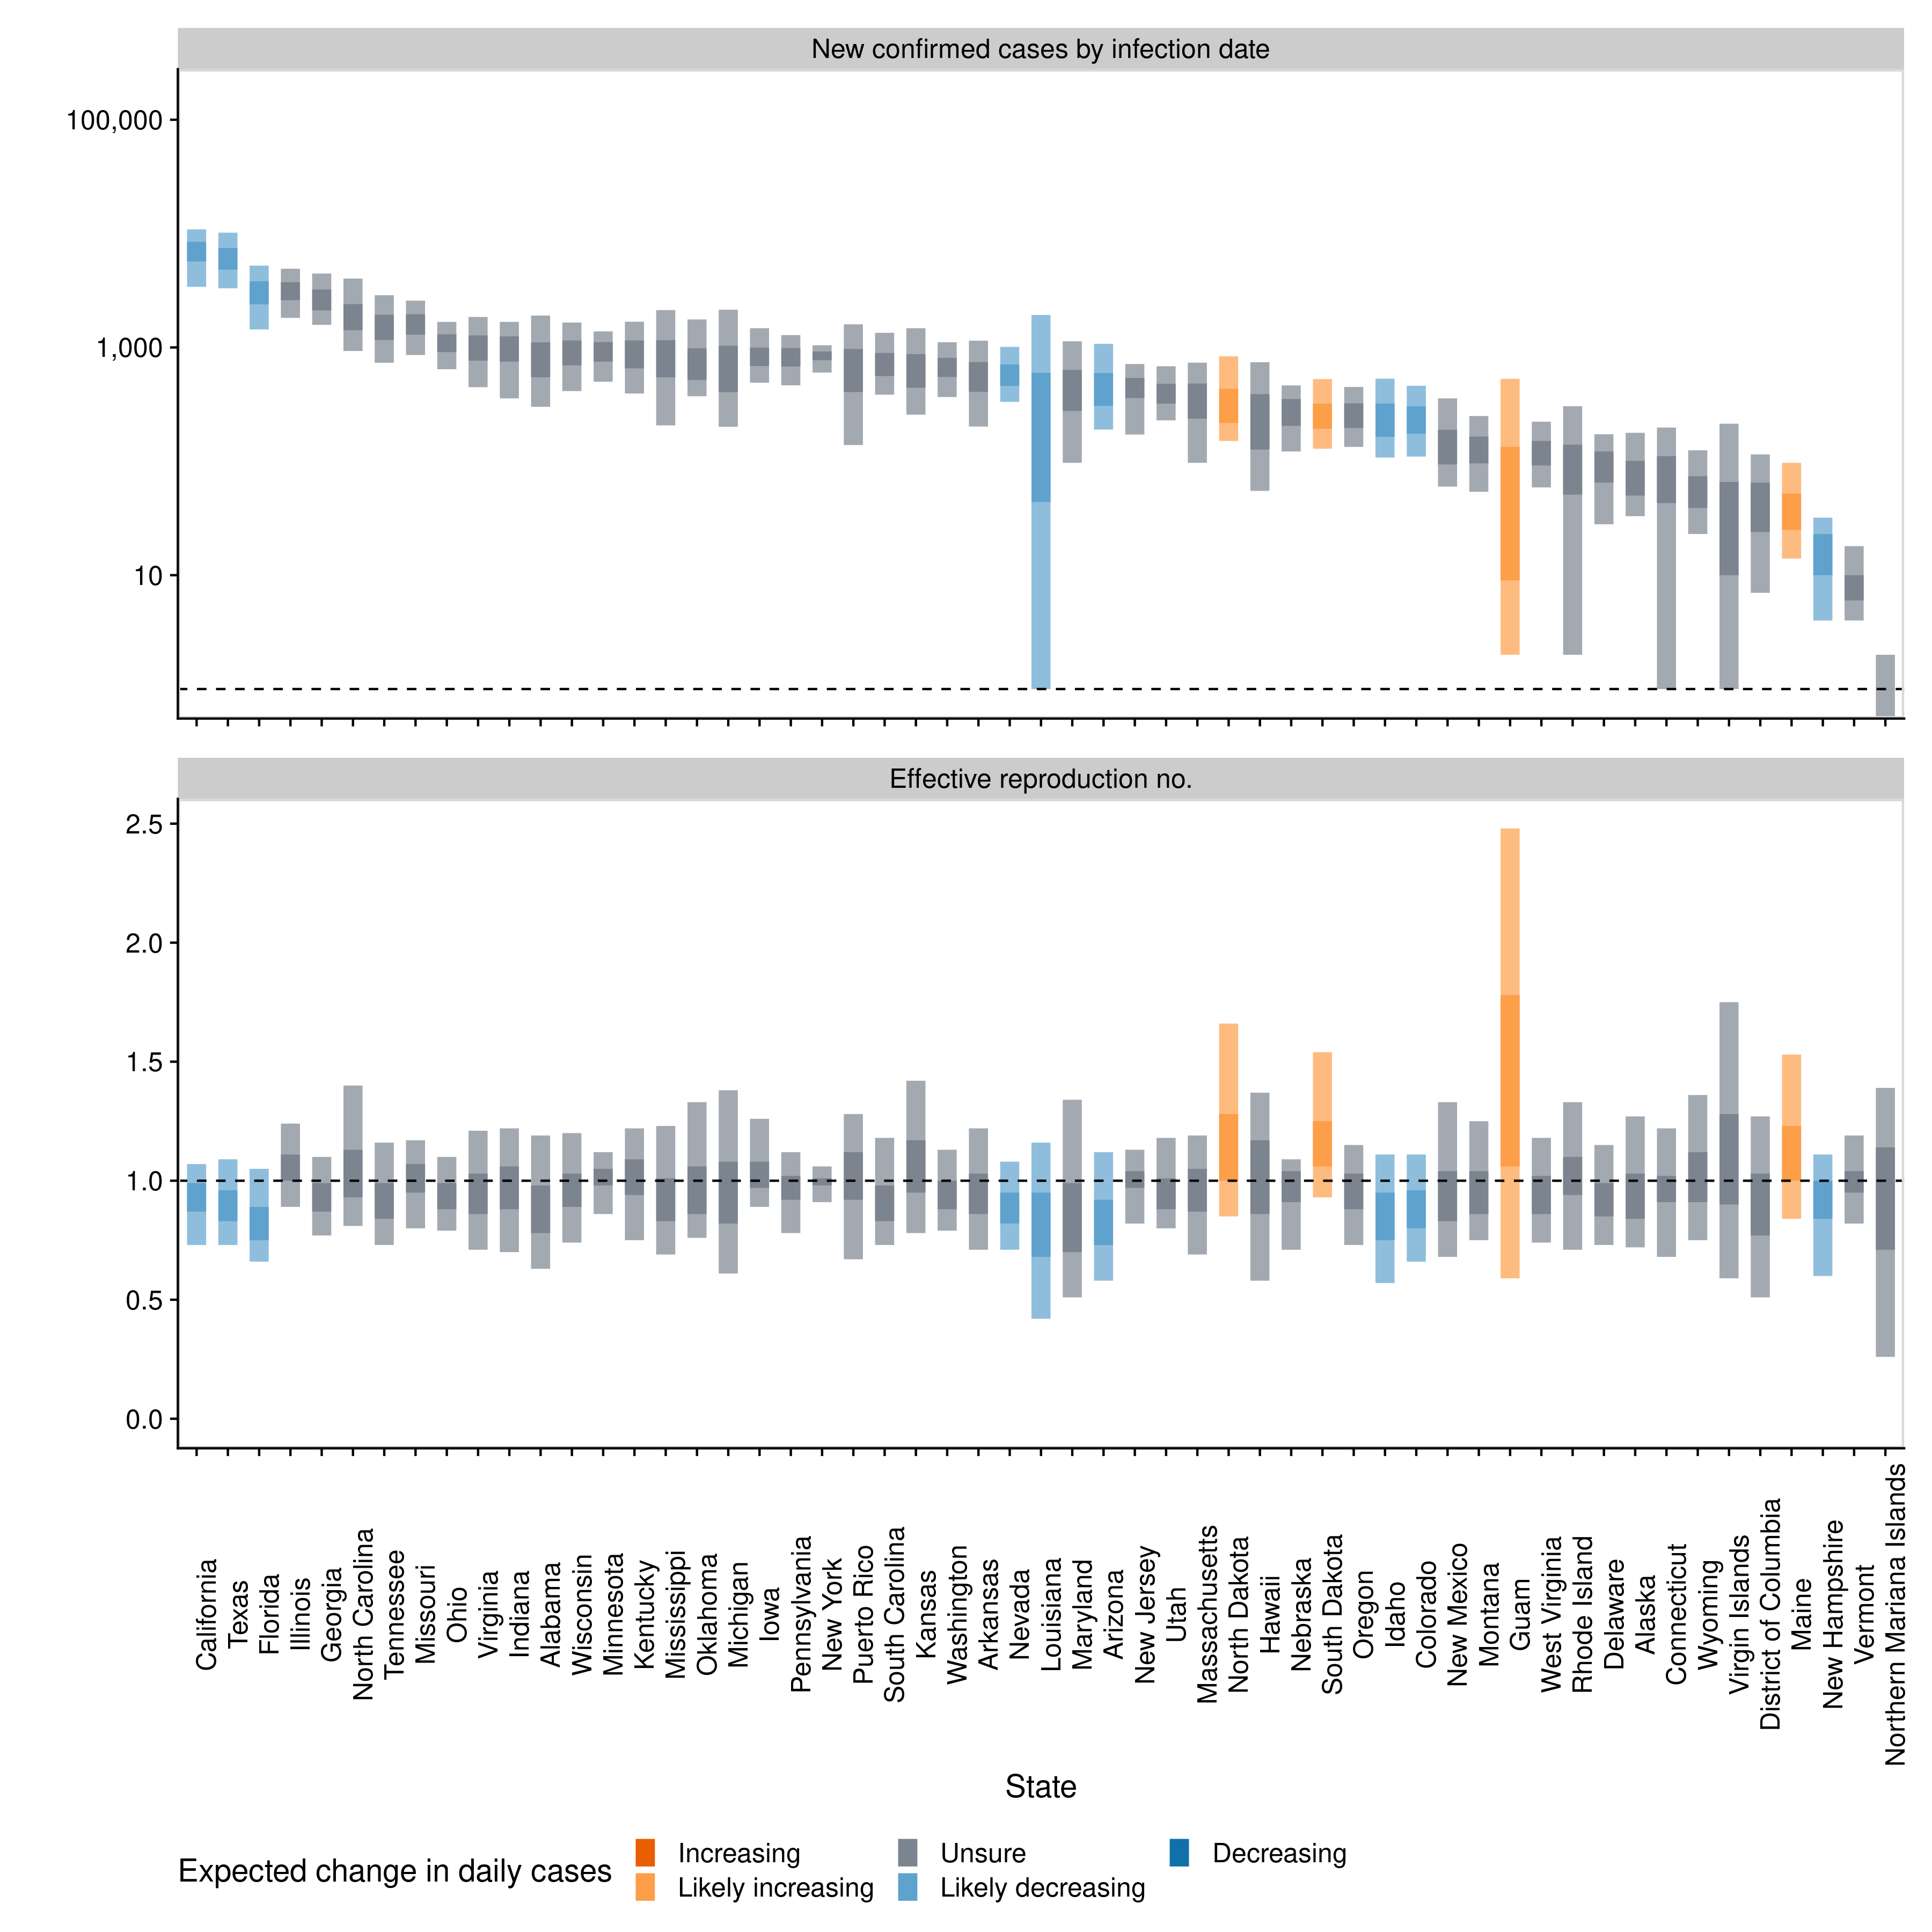 New confirmed cases by infection date
100,000
1,000
10
Effective reproduction no.
2.5
2.0
1.5
1.0
0.5
0.0
California
Texas
Florida
Illinois
Georgia
North Carolina
Tennessee
Missouri
Ohio
Virginia
Indiana
Alabama
Wisconsin
Minnesota
Kentucky
Mississippi
Oklahoma
Michigan
Iowa
Pennsylvania
New York
Puerto Rico
South Carolina
Kansas
Washington
Arkansas
Nevada
Louisiana
Maryland
Arizona
New Jersey
Utah
Massachusetts
North Dakota
Hawaii
Nebraska
South Dakota
Oregon
Idaho
Colorado
New Mexico
Montana
Guam
West Virginia
Rhode Island
Delaware
Alaska
Connecticut
Wyoming
Virgin Islands
District of Columbia
Maine
New Hampshire
Vermont
Northern Mariana Islands
State
Expected change in daily cases
Increasing
Unsure
Decreasing
Likely increasing
Likely decreasing